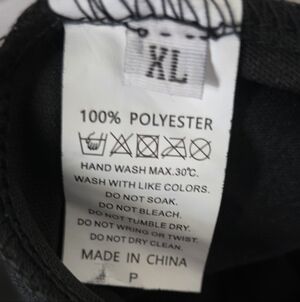 XL
100% POLYESTER
HAND WASH MAX.30℃.
WASH WITH LIKE COLORS.
DO NOT SOAK.
DO NOT BLEACH.
DO NOT TUMBLE DRY.
DO NOT WRING OR TWIST.
DO NOT DRY CLEAN.
MADE IN CHINA
P